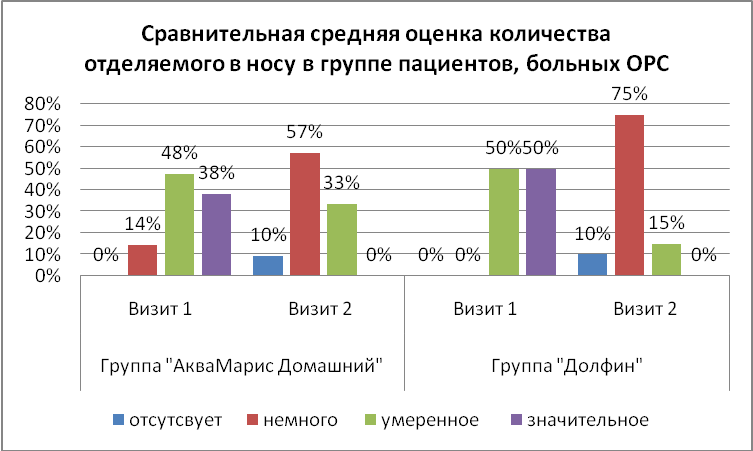 Сравнительная средняя оценка количества
отделяемого в носу в группе пациентов, больных ОРС
80%
70%
60%
50%
40%
30%
20%
10%
0%
0%
14%
48%
38%
10%
57%
33%
0%
0%
0%
50%
50%
10%
75%
15%
0%
Визит 1
Визит 2
Визит 1
Визит 2
Группа "АкваМарис Домашний"
Группа "Долфин"
отсутсвует
немного
умеренное
значительное